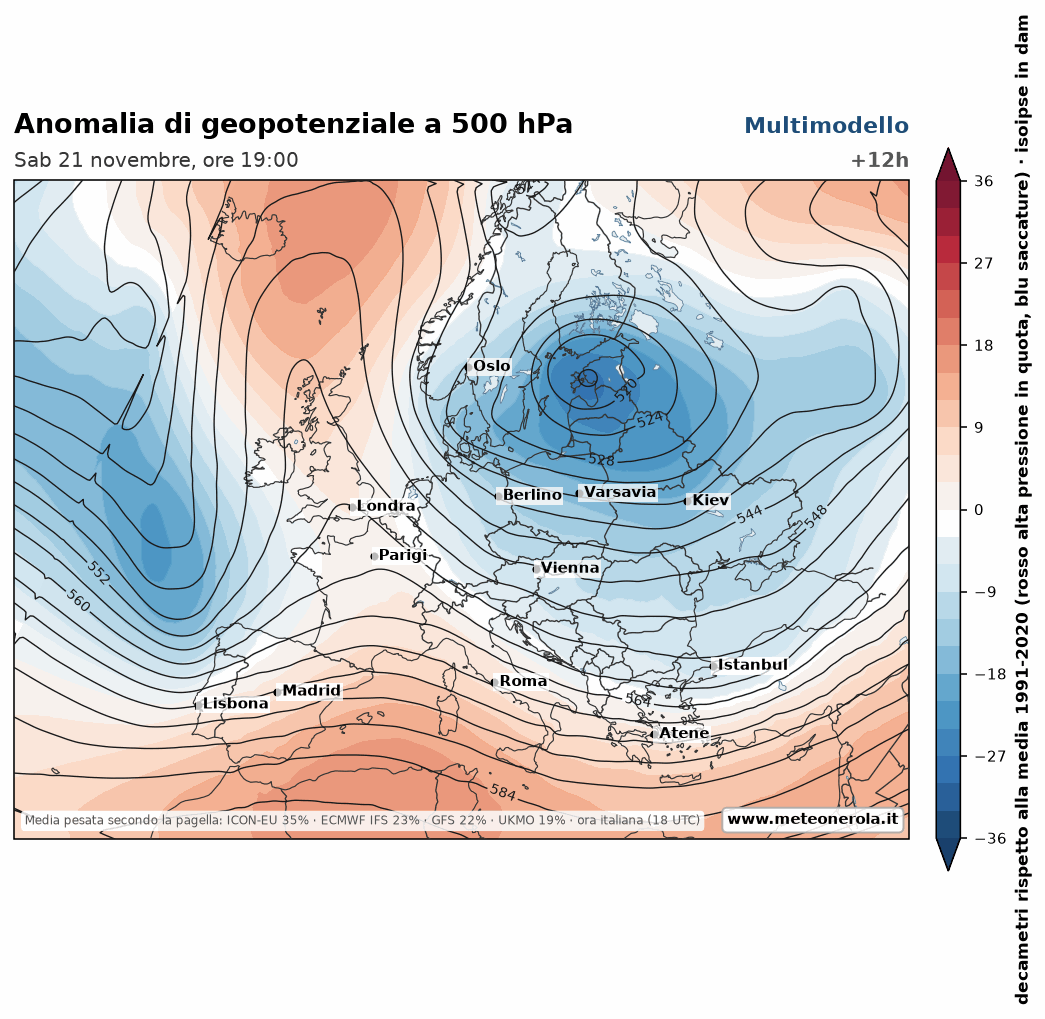 Anomalia di geopotenziale a 500 hPa
Multimodello
Sab 21 novembre, ore 19:00
+12h
36
27
18
9
0
−9
−18
−27
−36
decametri rispetto alla media 1991-2020 (rosso alta pressione in quota, blu saccature) · isoipse in dam
Oslo
520
524
528
Berlino
Varsavia
Kiev
Londra
544
548
Parigi
Vienna
552
560
Istanbul
Roma
Madrid
Lisbona
564
Atene
584
Media pesata secondo la pagella: ICON-EU 35% · ECMWF IFS 23% · GFS 22% · UKMO 19% · ora italiana (18 UTC)
www.meteonerola.it